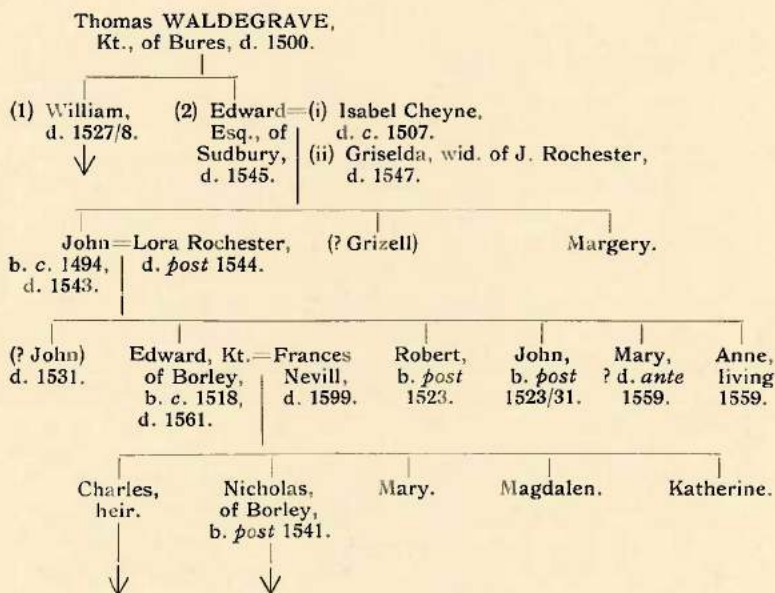 Thomas WALDEGRAVE,
Kt., of Bures, d. 1500.
(1) William,
d. 1527/8.
(2) Edward=(i) Isabel Cheyne,
Esq., of
d. c. 1507.
Sudbury,
(ii) Griselda, wid. of J. Rochester,
d. 1545.
d. 1547.
John=Lora Rochester,
b. c. 1494,
d. post 1544.
d. 1543.
(? Grizell)
Margery.
(? John)
d. 1531.
Edward, Kt.=Frances
of Borley,
Nevill,
b. c. 1518,
d. 1599.
d. 1561.
Robert,
b. post
1523.
John,
b. post
1523/31.
Mary,
? d. ante
1559.
Anne,
living
1559.
Charles,
heir.
Nicholas,
of Borley,
b. post 1541.
Mary.
Magdalen.
Katherine.